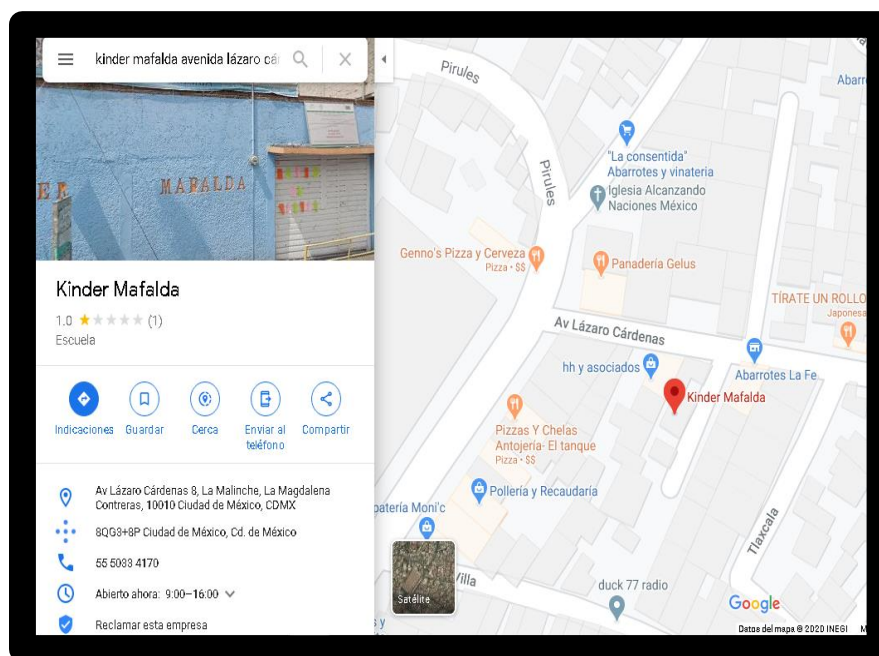 kinder mafalda avenida lázaro cár
MAFALDA
Kinder Mafalda
1.0 (1)
Escuela
Indicaciones
Guardar
Cerca
Enviar al
teléfono
Compartir
Av Lázaro Cárdenas 8, La Malinche, La Magdalena
Contreras, 10010 Ciudad de México, CDMX
8QG3+8P Ciudad de México, Cd. de México
55 5033 4170
Abierto ahora: 9:00–16:00
Reclamar esta empresa
Satélite
Pirules
Abarr
"La consentida"
Abarrotes y vinateria
Iglesia Alcanzando
Naciones México
Pirules
Genno's Pizza y Cerveza
Pizza • $$
Panadería Gelus
TÍRATE UN ROLLO
Japonesa
Av Lázaro Cárdenas
hh y asociados
Abarrotes La Fe
Kinder Mafalda
Pizzas Y Chelas
Antojería- El tanque
Pizza • $$
Pollería y Recaudaría
patería Moni'c
Tlaxcala
Villa
duck 77 radio
Google
Datos del mapa © 2020 INEGI